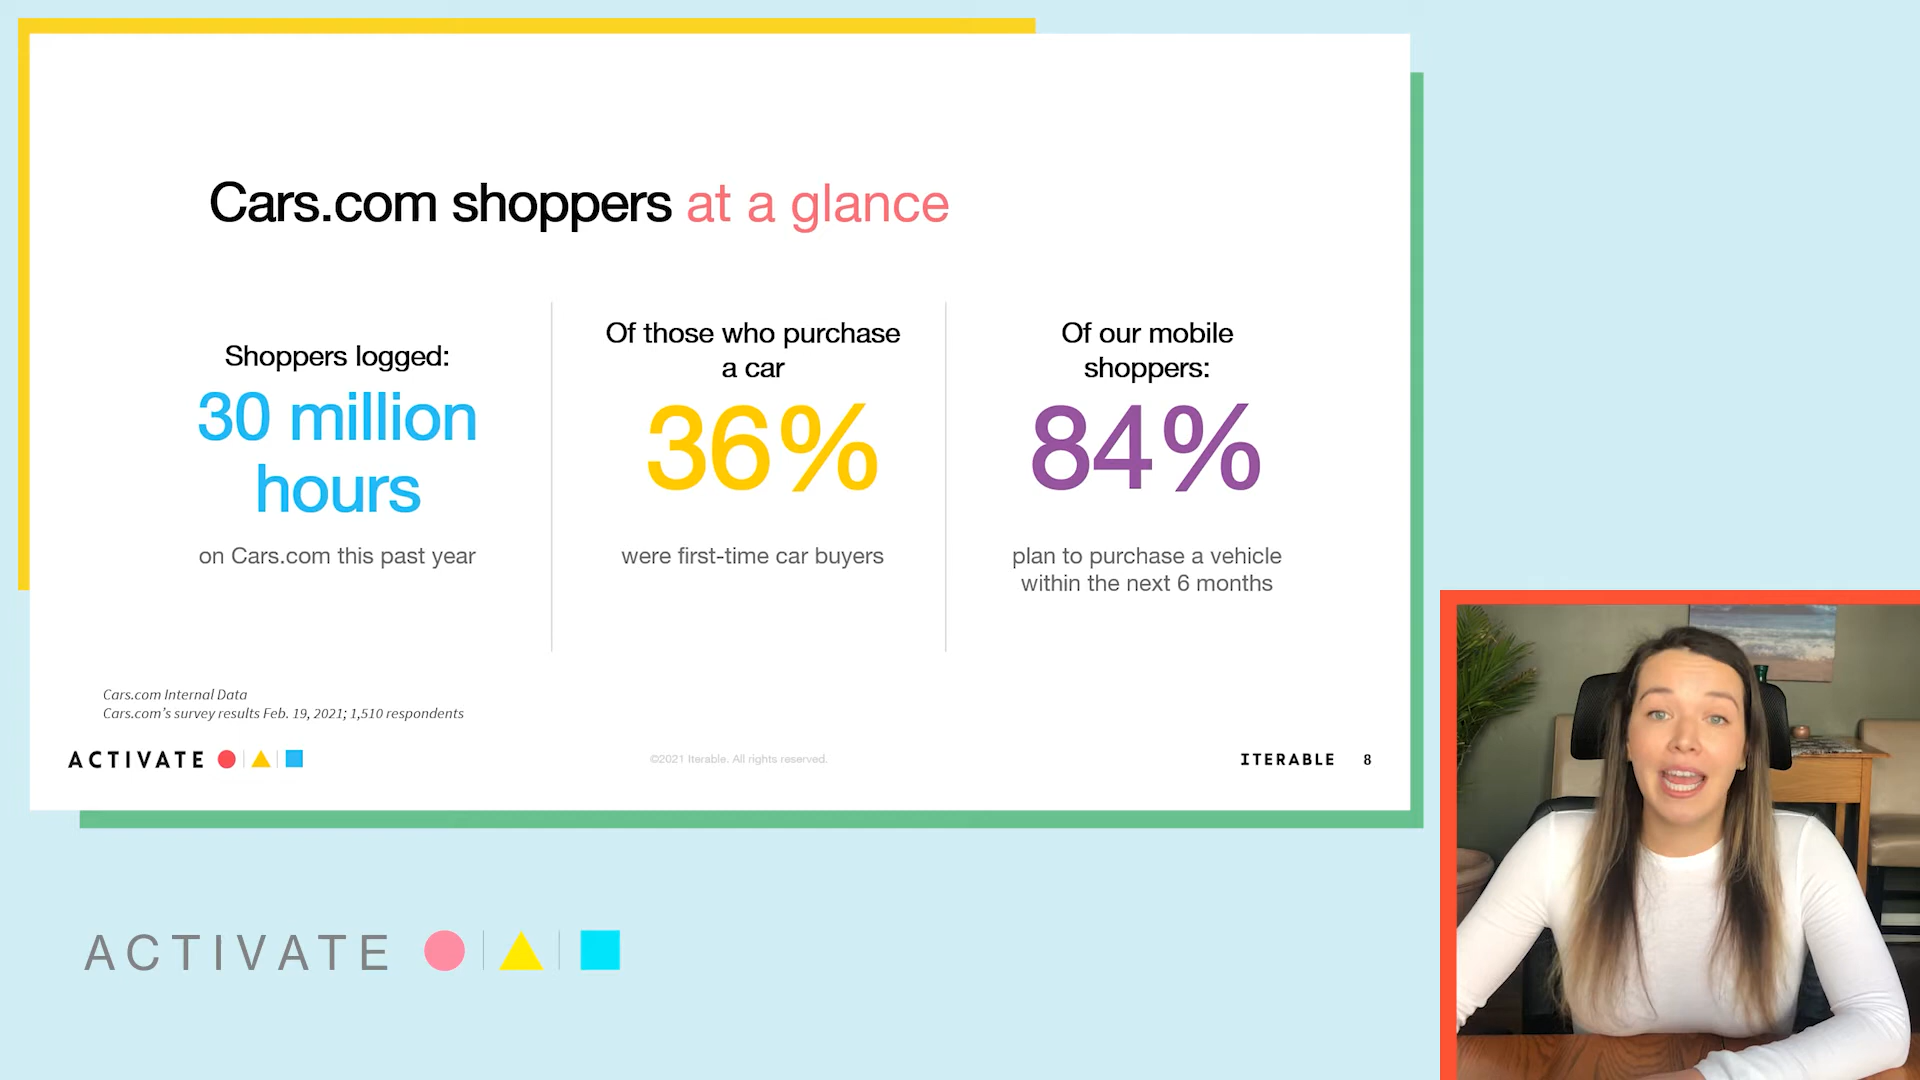 Cars.com shoppers at a glance
Shoppers logged:
30 million
hours
on Cars.com this past year
Of those who purchase
a car
36%
were first-time car buyers
Of our mobile
shoppers:
84%
plan to purchase a vehicle
within the next 6 months
Cars.com Internal Data
Cars.com's survey results Feb. 19, 2021; 1,510 respondents
ACTIVATE
©2021 Iterable. All rights reserved.
ITERABLE 8
ACTIVATE